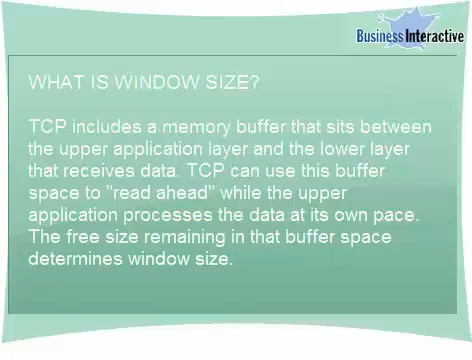 Business Interactive
WHAT IS WINDOW SIZE?
TCP includes a memory buffer that sits between
the upper application layer and the lower layer
that receives data. TCP can use this buffer
space to "read ahead" while the upper
application processes the data at its own pace.
The free size remaining in that buffer space
determines window size.